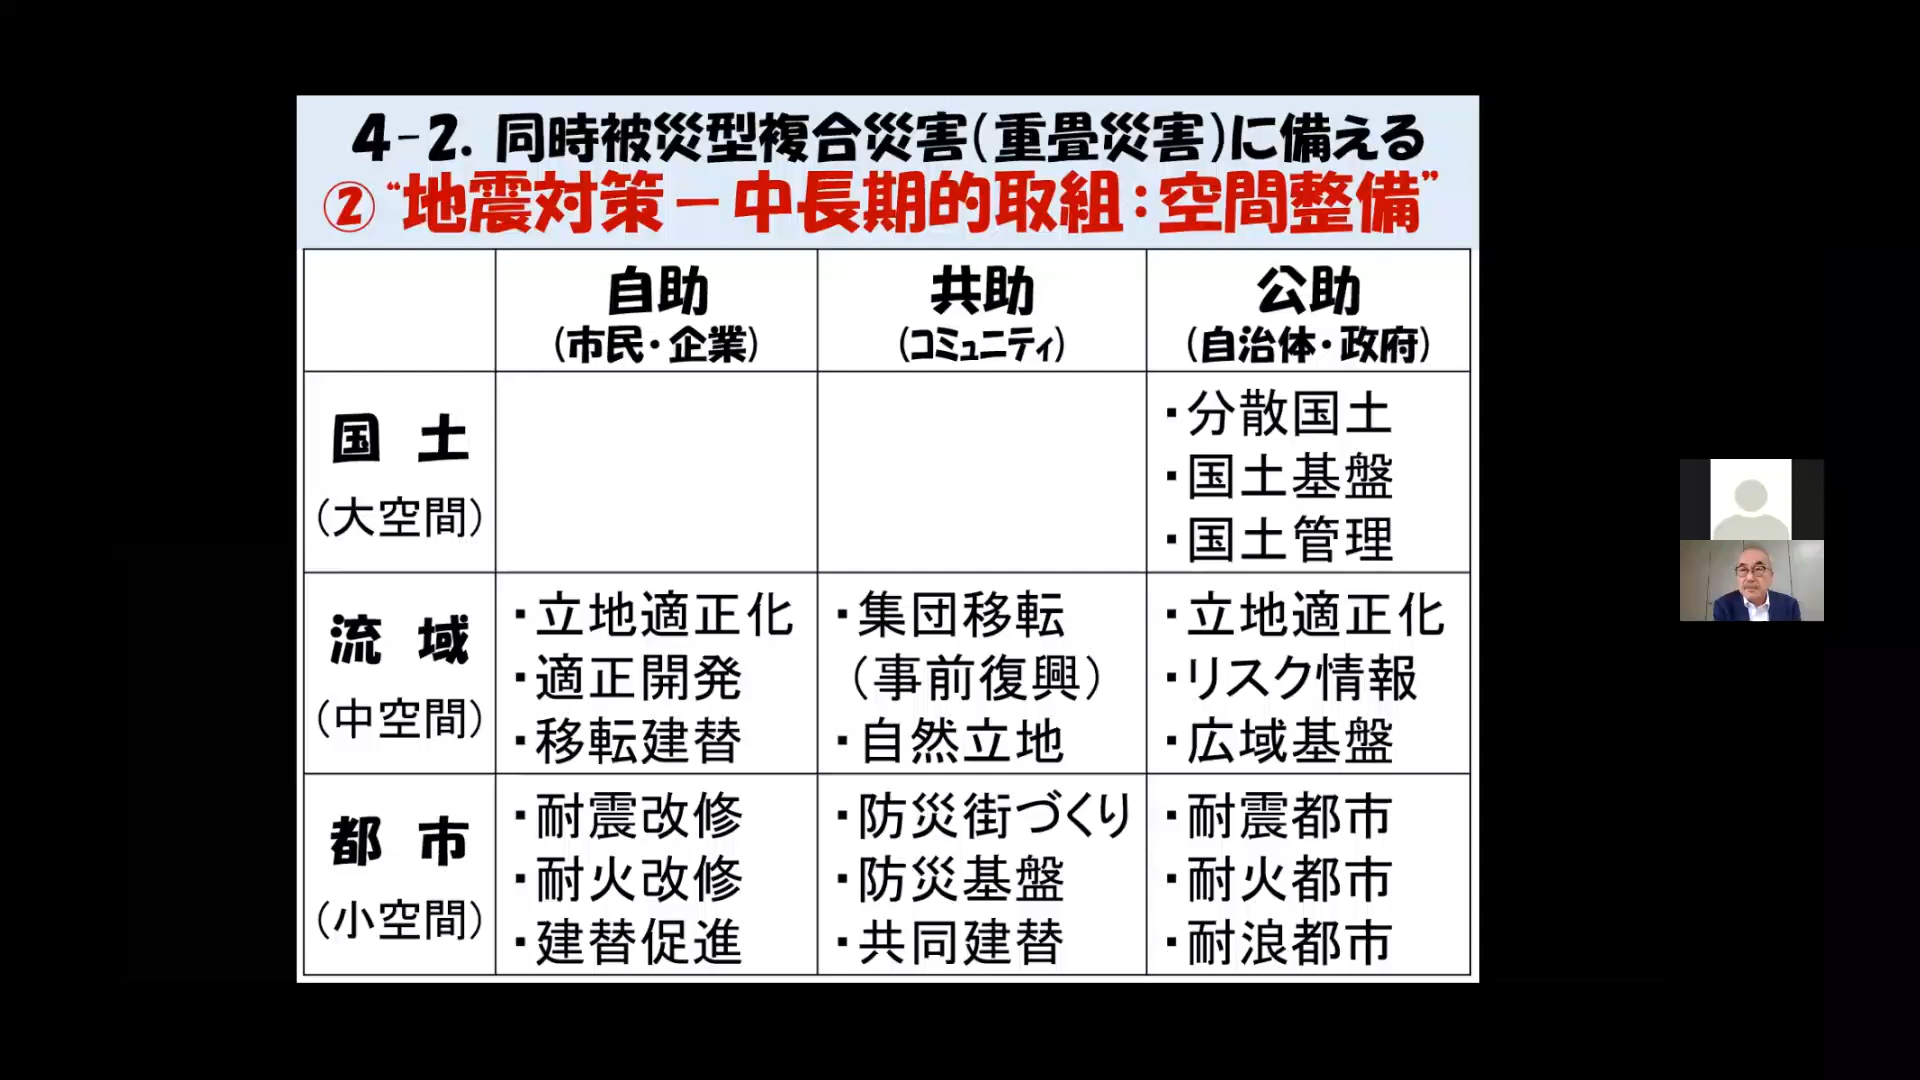 4-2. 同時被災型複合災害(重畳災害)に備える
② “地震対策－中長期的取組：空間整備”
自助
(市民・企業)
共助
(コミュニティ)
公助
(自治体・政府)
国 土
(大空間)
・分散国土
・国土基盤
・国土管理
流 域
(中空間)
・立地適正化
・適正開発
・移転建替
・集団移転
(事前復興)
・自然立地
・立地適正化
・リスク情報
・広域基盤
都 市
(小空間)
・耐震改修
・耐火改修
・建替促進
・防災街づくり
・防災基盤
・共同建替
・耐震都市
・耐火都市
・耐浪都市